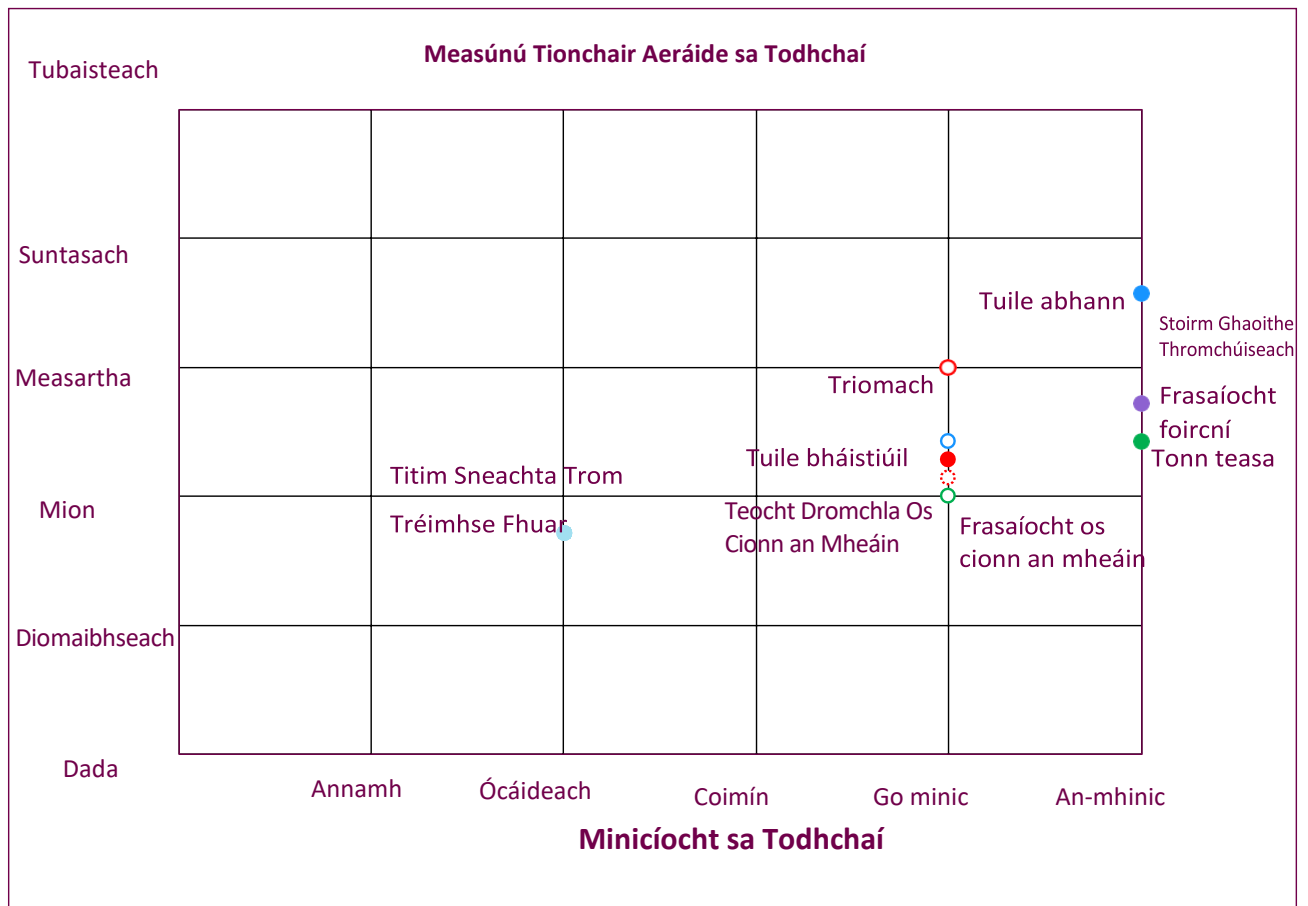 Measúnú Tionchair Aeráide sa Todhchaí
Tubaisteach
Suntasach
Tuile abhann
Stoirm Ghaoithe
Thromchúiseach
Measartha
Triomach
Frasaíocht
foircní
Tuile bháistiúil
Tonn teasa
Titim Sneachta Trom
Mion
Teocht Dromchla Os
Cionn an Mheáin
Tréimhse Fhuar
Frasaíocht os
cionn an mheáin
Diomaibhseach
Dada
Annamh
Ócáideach
Coimín
Go minic
An-mhinic
Minicíocht sa Todhchaí